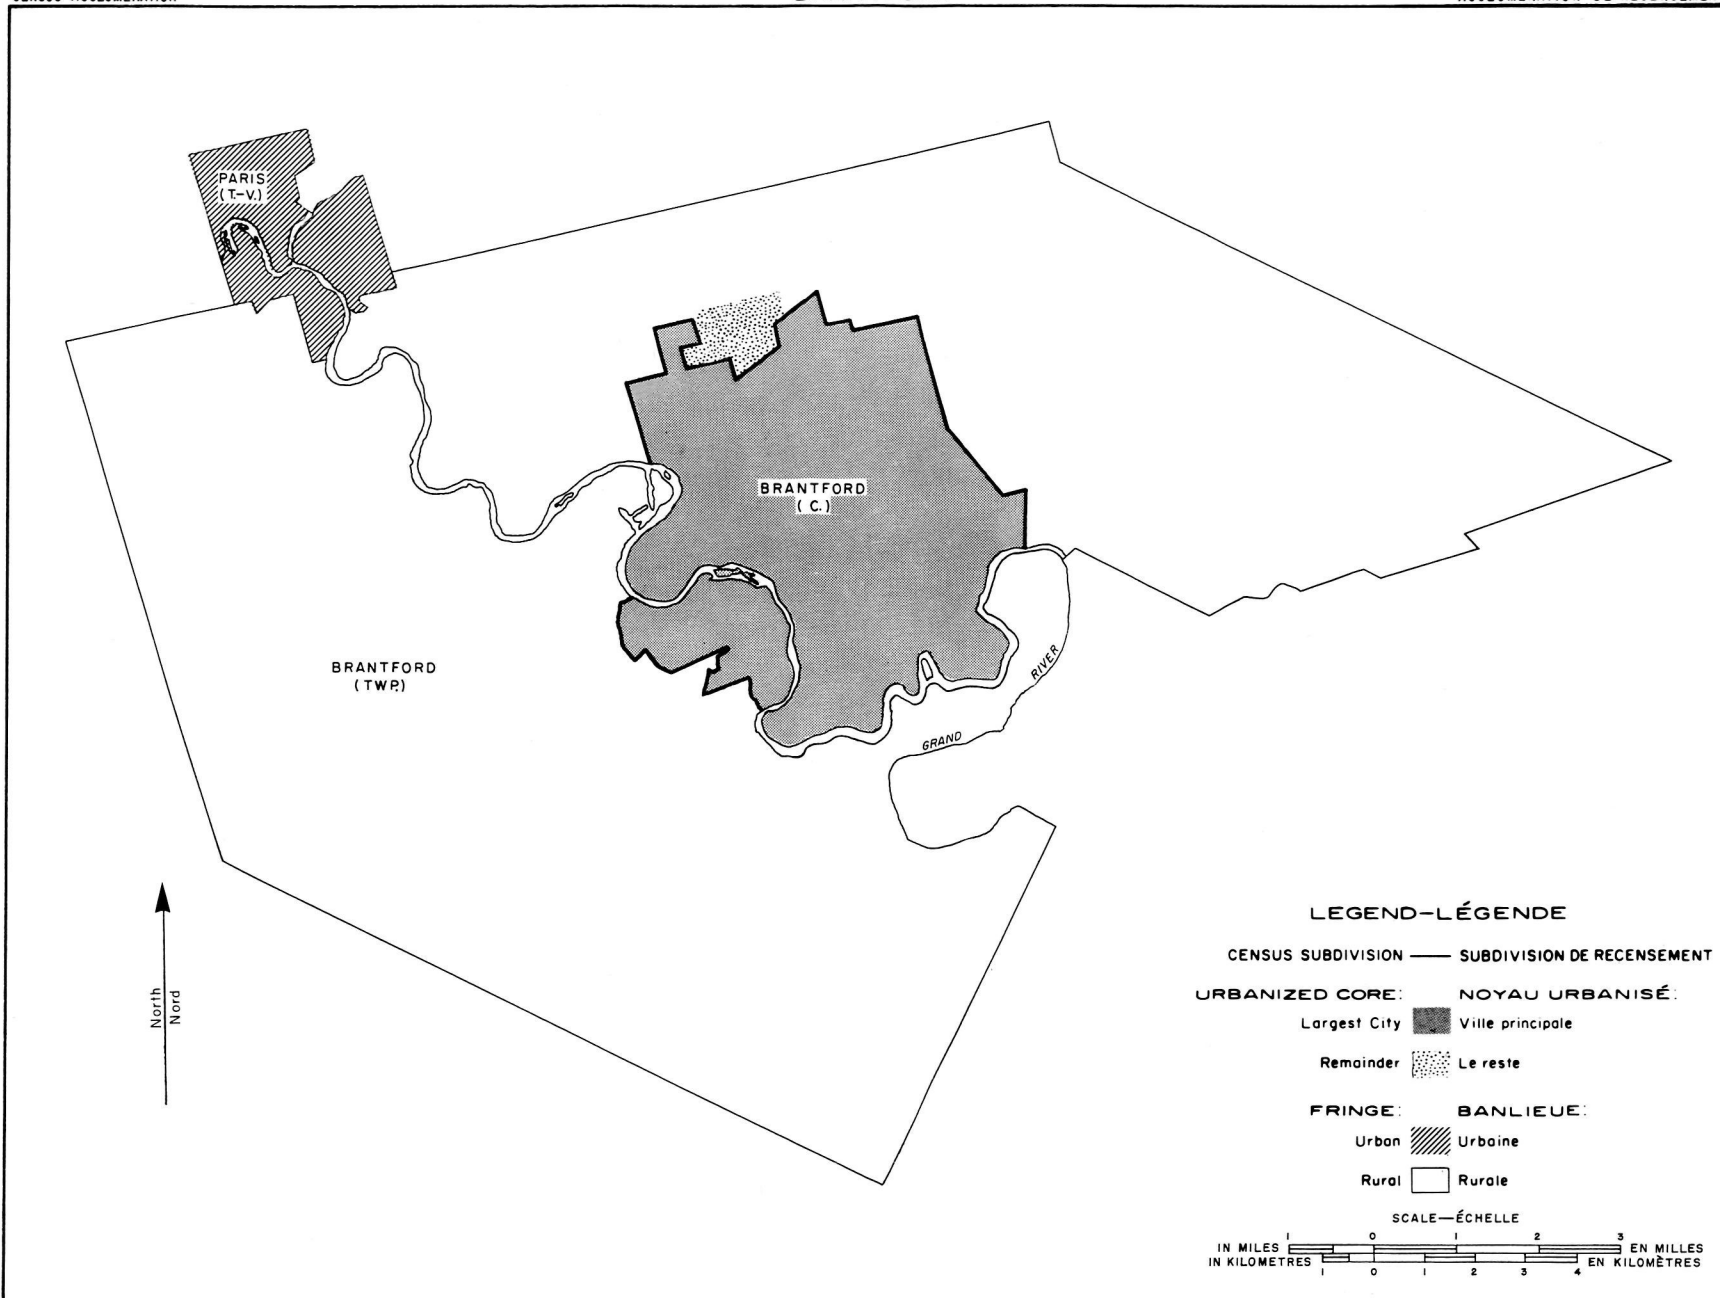 PARIS
(T.-V.)
BRANTFORD
(C.)
BRANTFORD
(TWP.)
RIVER
GRAND
North
Nord
LEGEND-LÉGENDE
CENSUS SUBDIVISION SUBDIVISION DE RECENSEMENT
URBANIZED CORE: NOYAU URBANISÉ:
Largest City Ville principale
Remainder Le reste
FRINGE: BANLIEUE:
Urban Urbaine
Rural Rurale
SCALE—ÉCHELLE
1 0 1 2 3
IN MILES EN MILLES
IN KILOMETRES EN KILOMÈTRES
1 0 1 2 3 4